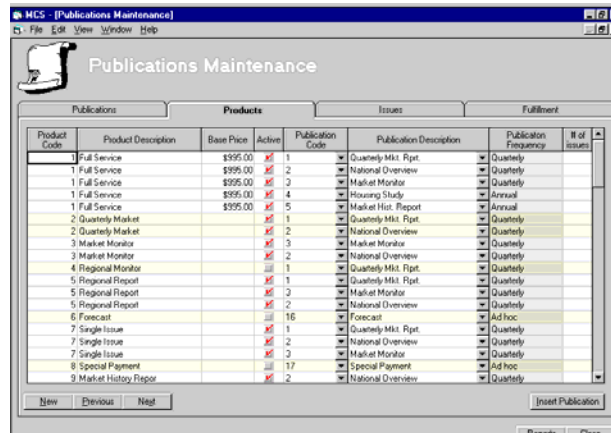 MCS - [Publications Maintenance]
File Edit View Window Help
Publications Maintenance
Publications Products Issues Fulfillment
Product Code Product Description Base Price Active Publication Code Publication Description Publicaton Frequency # of issues
1 Full Service $995.00 1 Quarterly Mkt. Rprt. Quarterly
1 Full Service $995.00 2 National Overview Quarterly
1 Full Service $995.00 3 Market Monitor Quarterly
1 Full Service $995.00 4 Housing Study Annual
1 Full Service $995.00 5 Market Hist. Report Annual
2 Quarterly Market 1 Quarterly Mkt. Rprt. Quarterly
2 Quarterly Market 2 National Overview Quarterly
3 Market Monitor 3 Market Monitor Quarterly
3 Market Monitor 2 National Overview Quarterly
4 Regional Monitor 1 Quarterly Mkt. Rprt. Quarterly
5 Regional Report 1 Quarterly Mkt. Rprt. Quarterly
5 Regional Report 3 Market Monitor Quarterly
5 Regional Report 2 National Overview Quarterly
6 Forecast 16 Forecast Ad hoc
7 Single Issue 1 Quarterly Mkt. Rprt. Quarterly
7 Single Issue 2 National Overview Quarterly
7 Single Issue 3 Market Monitor Quarterly
8 Special Payment 17 Special Payment Ad hoc
9 Market History Repor 2 National Overview Quarterly
New Previous Next Insert Publication
Reports Close